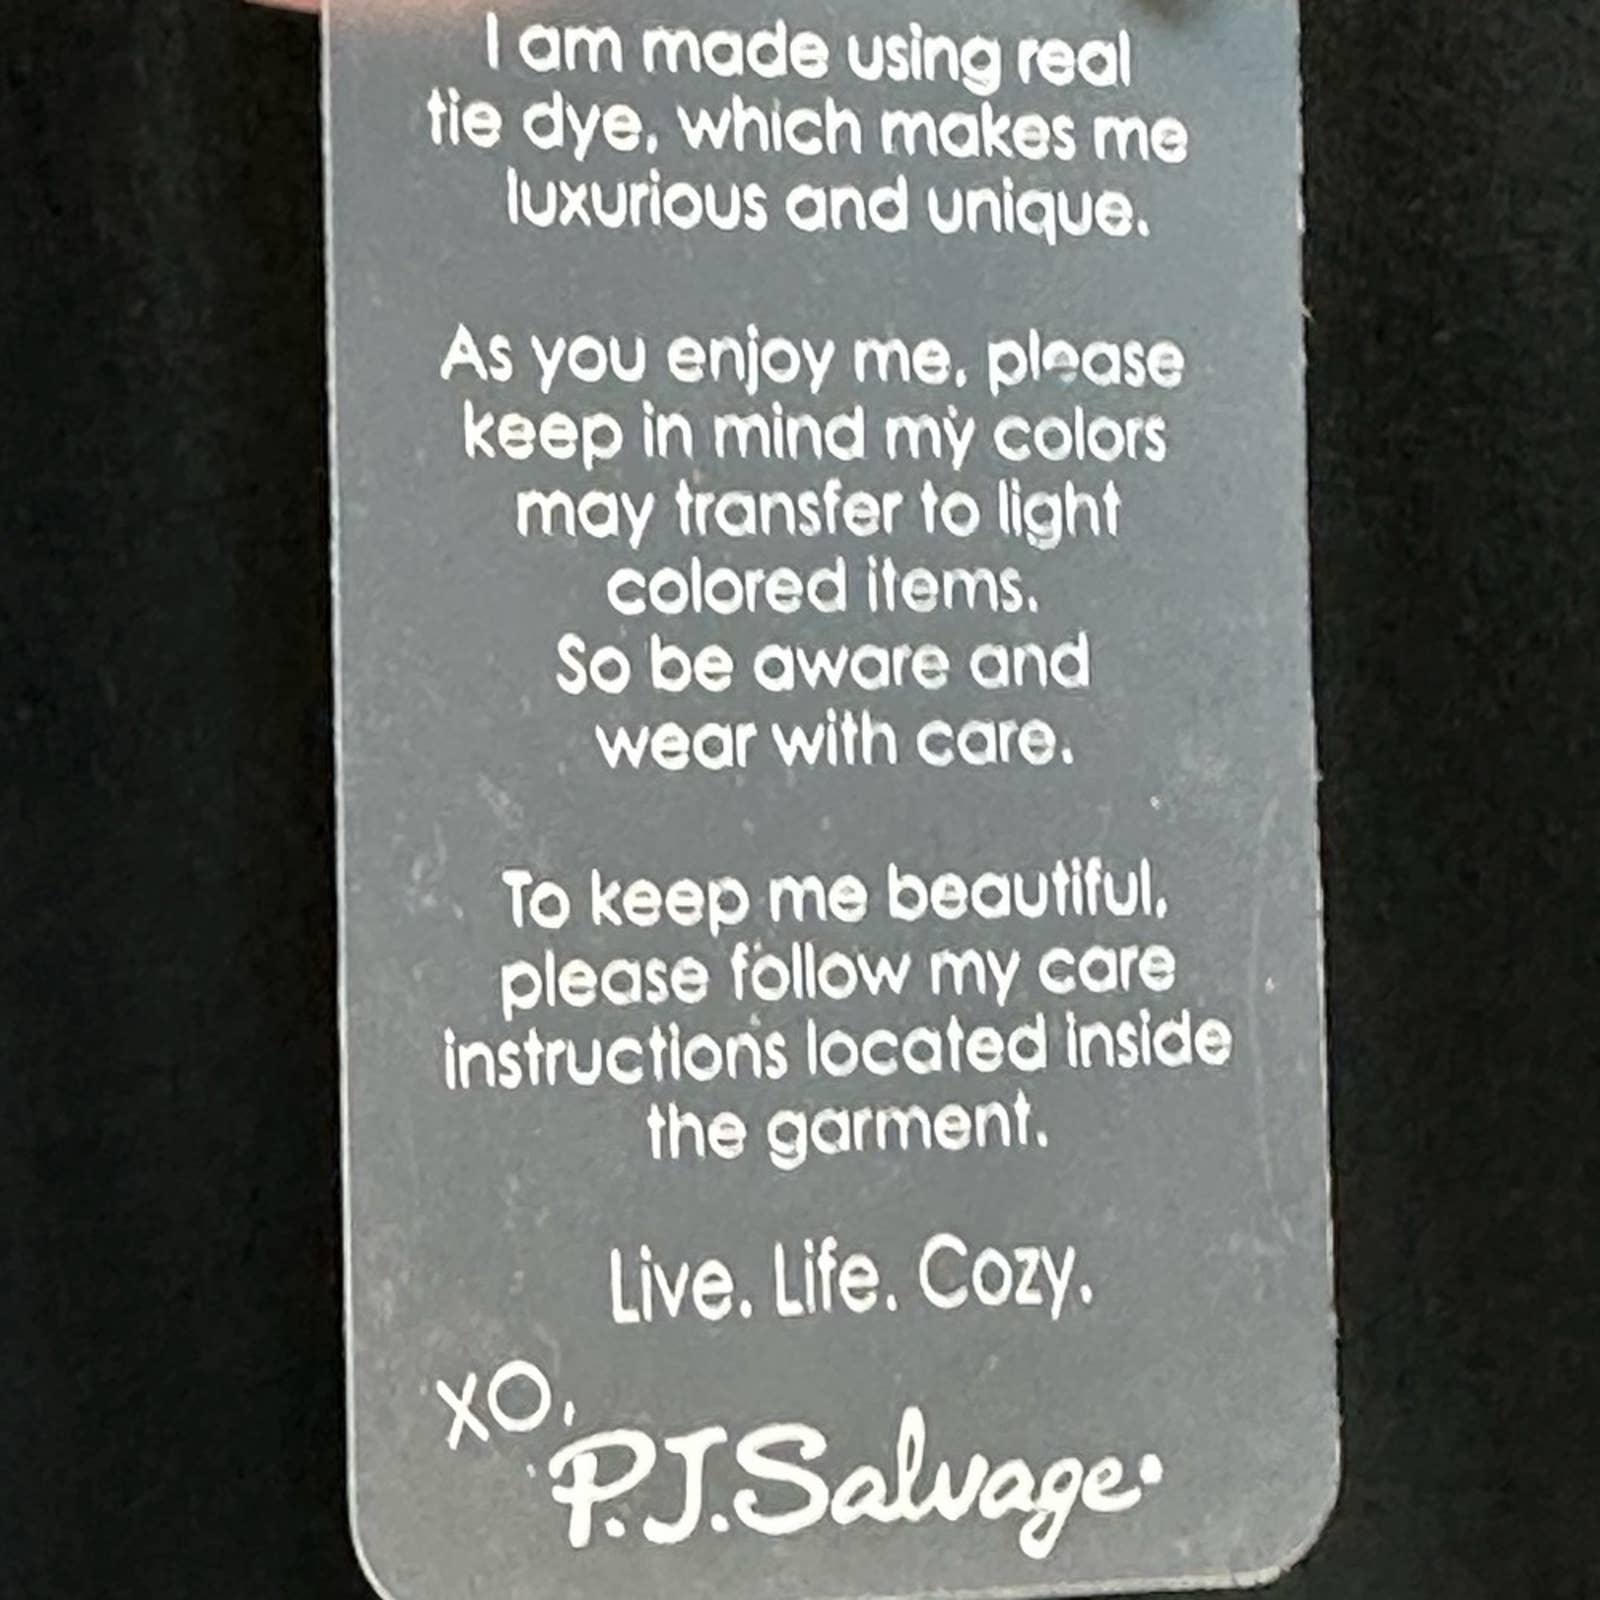 I am made using real
tie dye, which makes me
luxurious and unique.
As you enjoy me, please
keep in mind my colors
may transfer to light
colored items.
So be aware and
wear with care.
To keep me beautiful,
please follow my care
instructions located inside
the garment.
Live. Life. Cozy.
XO,
P.J. Salvage